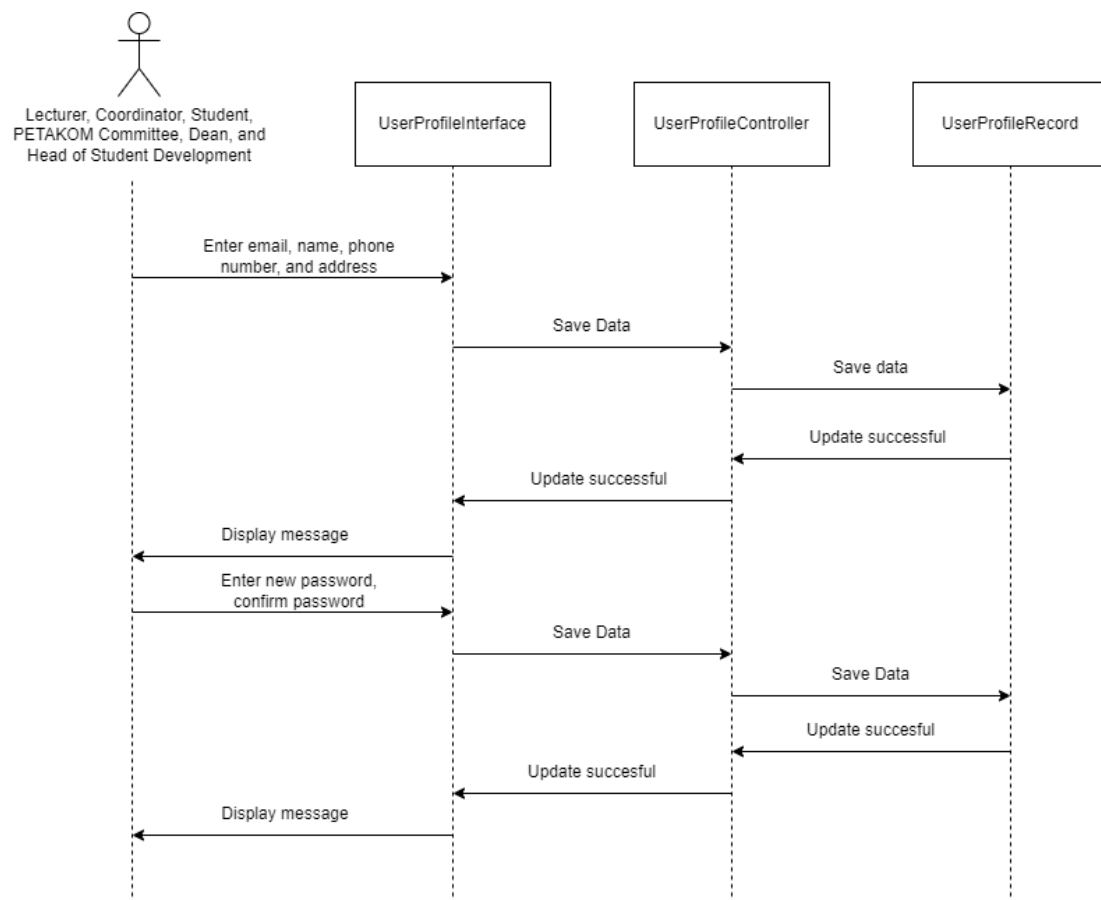 Lecturer, Coordinator, Student,
PETAKOM Committee, Dean, and
Head of Student Development
UserProfileInterface
UserProfileController
UserProfileRecord
Enter email, name, phone
number, and address
Save Data
Save data
Update successful
Update successful
Display message
Enter new password,
confirm password
Save Data
Save Data
Update succesful
Update succesful
Display message